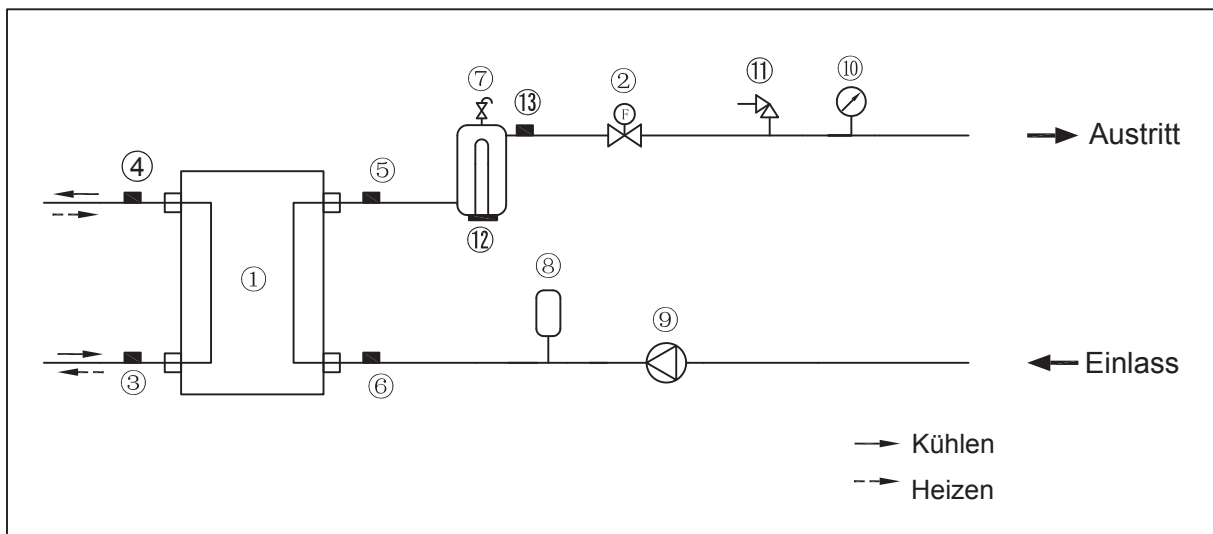 ⑦
⑬
②
⑪
⑩
F
Austritt
④
⑤
⑫
①
⑧
⑨
③
⑥
Einlass
Kühlen
Heizen